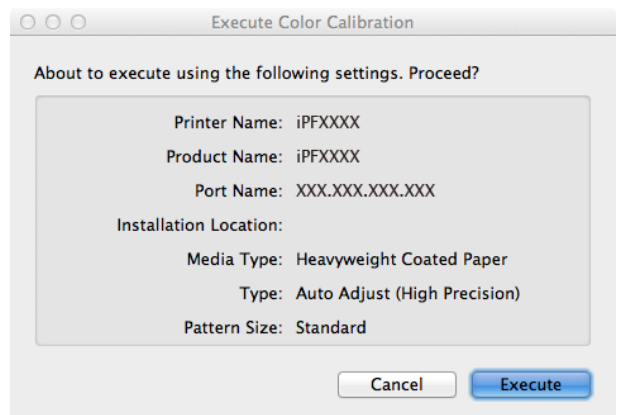 Execute Color Calibration
About to execute using the following settings. Proceed?
Printer Name: iPFXXXX
Product Name: iPFXXXX
Port Name: XXX.XXX.XXX.XXX
Installation Location:
Media Type: Heavyweight Coated Paper
Type: Auto Adjust (High Precision)
Pattern Size: Standard
Cancel Execute